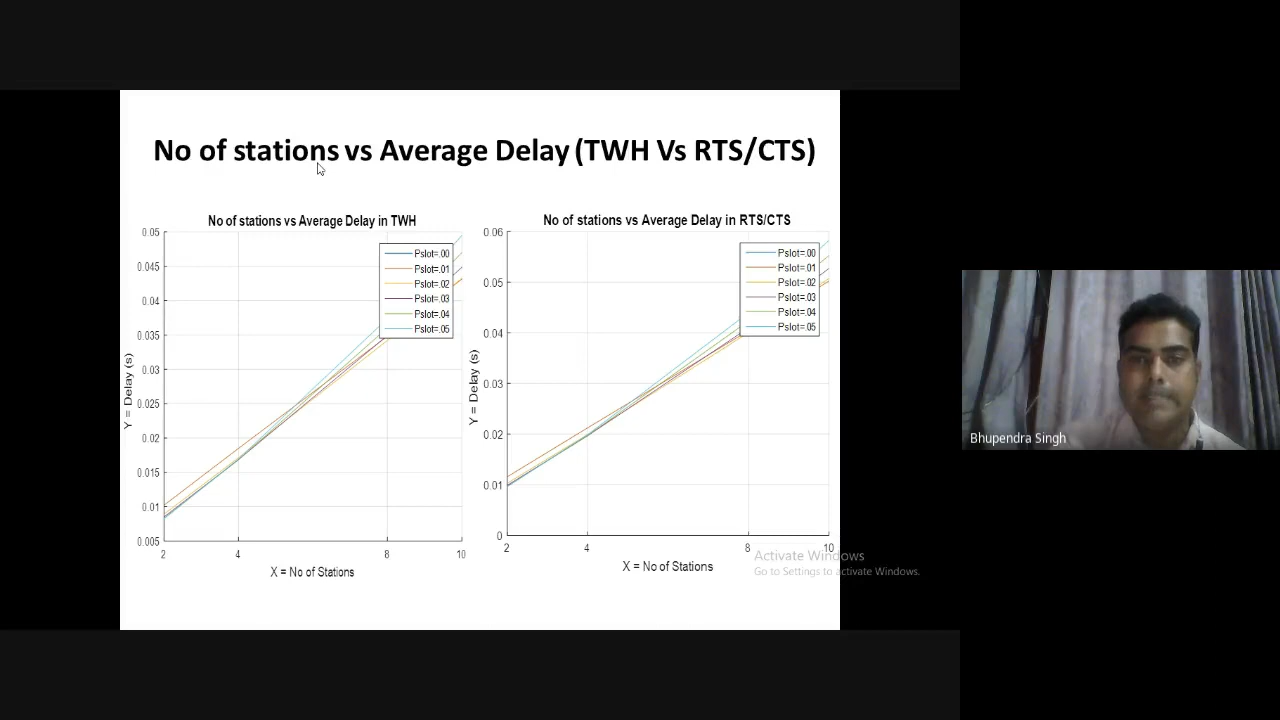 No of stations vs Average Delay (TWH Vs RTS/CTS)
No of stations vs Average Delay in TWH
0.05
0.045
0.04
0.035
0.03
0.025
0.02
0.015
0.01
0.005
Y = Delay (s)
2
4
8
10
X = No of Stations
Pslot=.00
Pslot=.01
Pslot=.02
Pslot=.03
Pslot=.04
Pslot=.05
No of stations vs Average Delay in RTS/CTS
0.06
0.05
0.04
0.03
0.02
0.01
0
Y = Delay (s)
2
4
8
10
X = No of Stations
Pslot=.00
Pslot=.01
Pslot=.02
Pslot=.03
Pslot=.04
Pslot=.05
Bhupendra Singh
Activate Windows
Go to Settings to activate Windows.